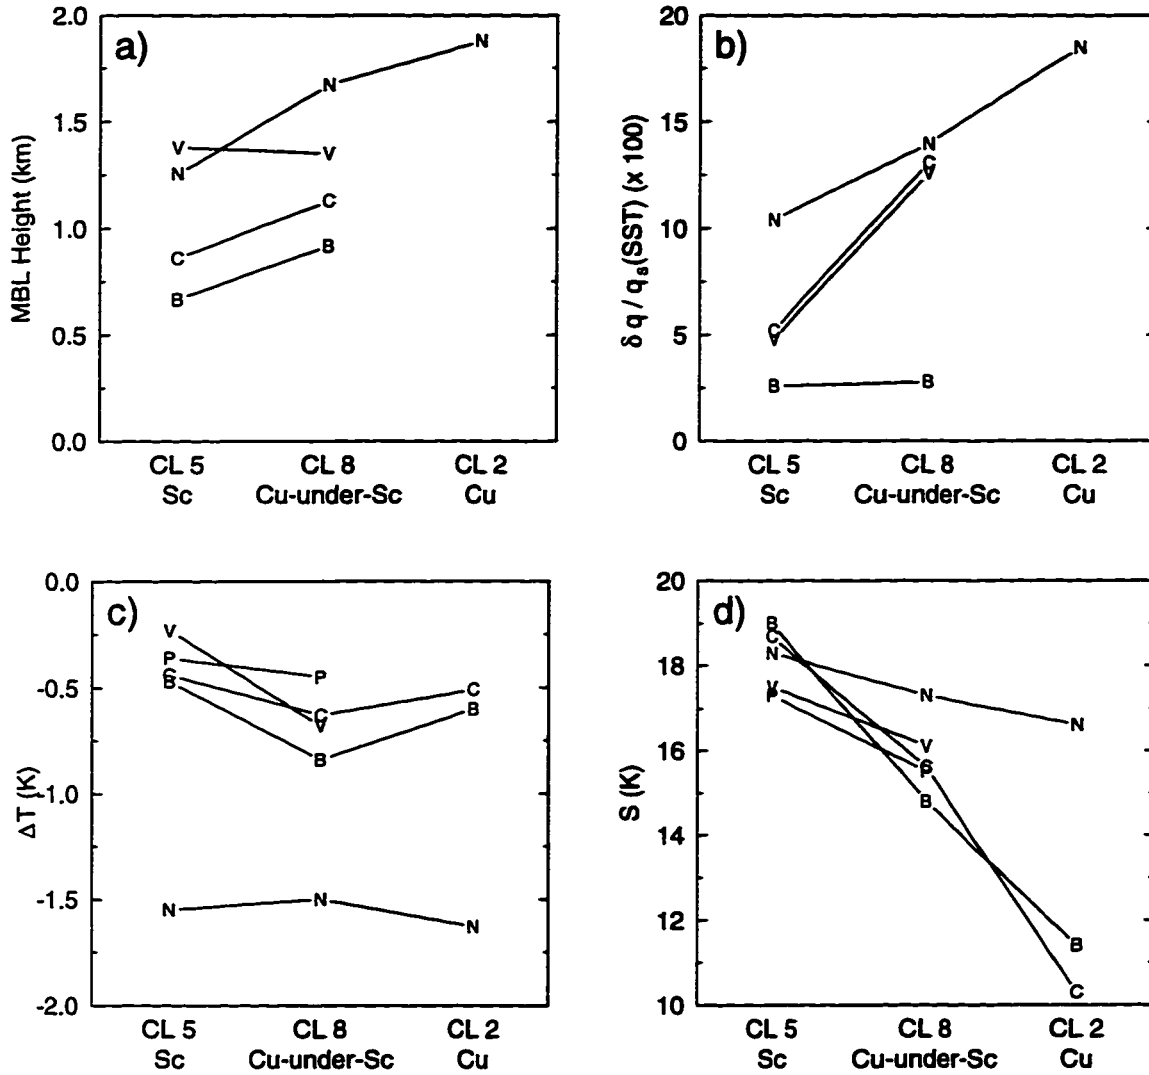 a)
2.0
1.5
1.0
0.5
0.0
MBL Height (km)
N
N
N
V
V
C
C
B
B
CL 5
CL 8
CL 2
Sc
Cu-under-Sc
Cu
b)
20
15
10
5
0
δ q / qs(SST) (x 100)
N
N
N
C
C
V
V
B
B
CL 5
CL 8
CL 2
Sc
Cu-under-Sc
Cu
c)
0.0
-0.5
-1.0
-1.5
-2.0
ΔT (K)
V
V
P
P
C
C
C
B
B
B
N
N
N
CL 5
CL 8
CL 2
Sc
Cu-under-Sc
Cu
d)
20
18
16
14
12
10
S (K)
B
B
B
C
C
C
N
N
N
V
V
P
P
CL 5
CL 8
CL 2
Sc
Cu-under-Sc
Cu